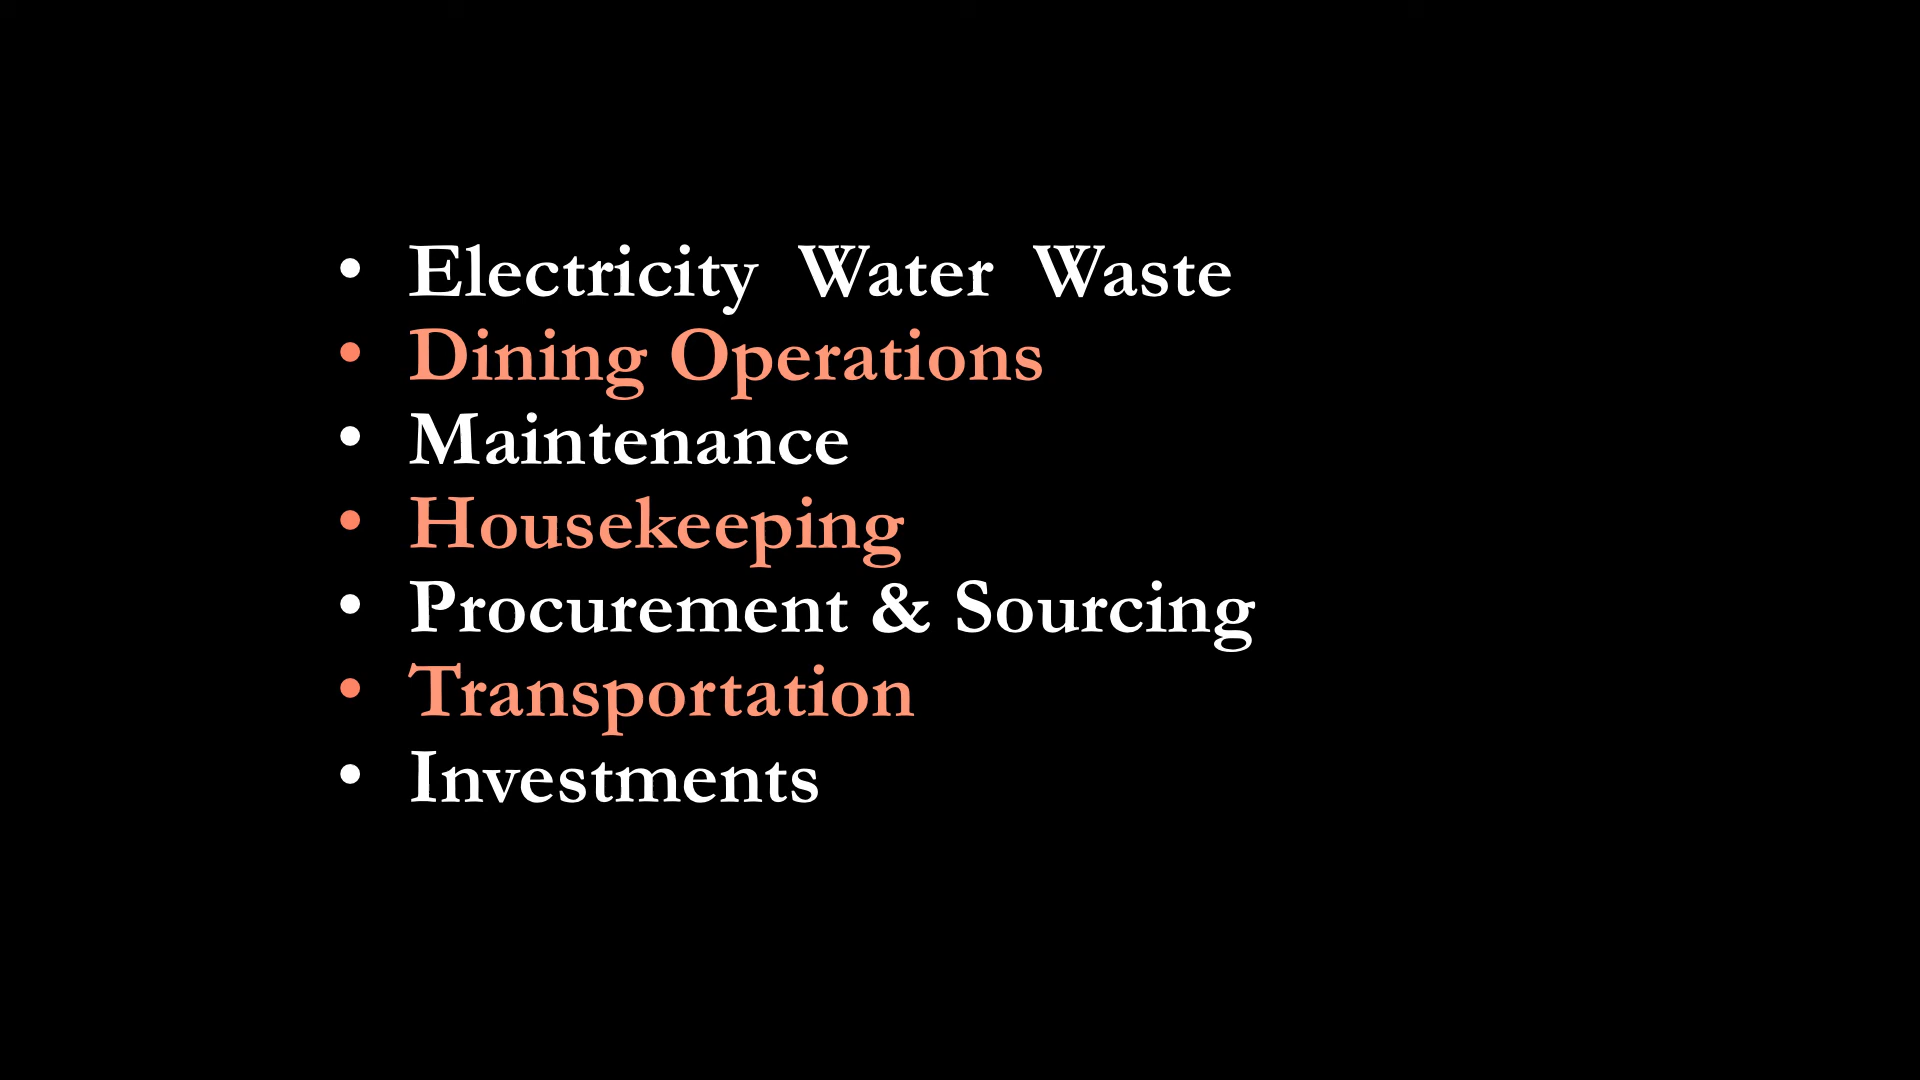 • Electricity  Water  Waste
• Dining Operations
• Maintenance
• Housekeeping
• Procurement & Sourcing
• Transportation
• Investments